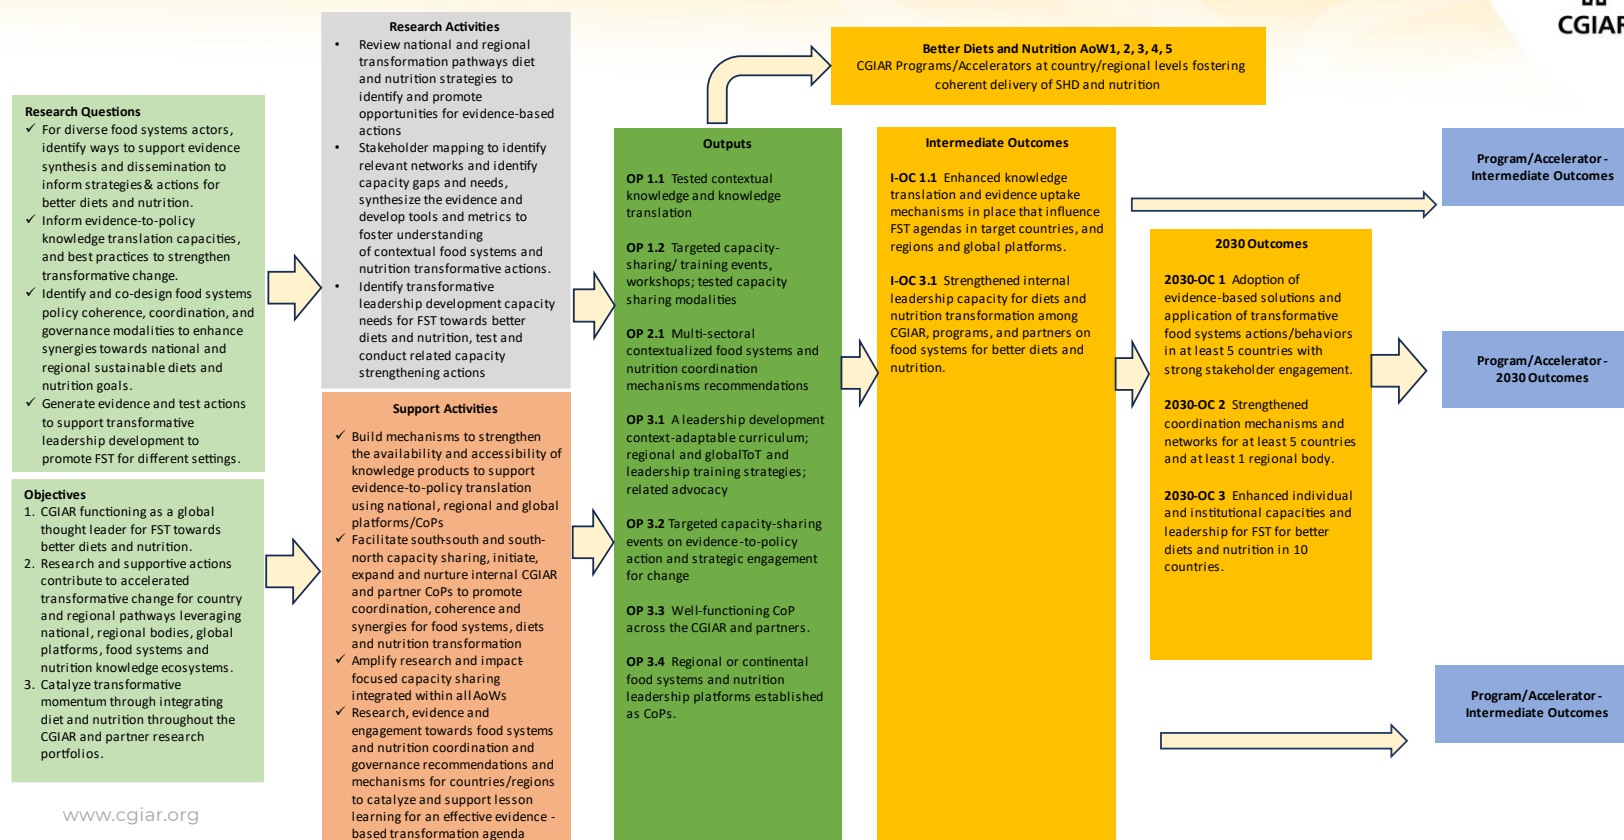 CGIAR
Research Questions
✓ For diverse food systems actors,
identify ways to support evidence
synthesis and dissemination to
inform strategies & actions for
better diets and nutrition.
✓ Inform evidence-to-policy
knowledge translation capacities,
and best practices to strengthen
transformative change.
✓ Identify and co-design food systems
policy coherence, coordination, and
governance modalities to enhance
synergies towards national and
regional sustainable diets and
nutrition goals.
✓ Generate evidence and test actions
to support transformative
leadership development to
promote FST for different settings.
Objectives
1. CGIAR functioning as a global
thought leader for FST towards
better diets and nutrition.
2. Research and supportive actions
contribute to accelerated
transformative change for country
and regional pathways leveraging
national, regional bodies, global
platforms, food systems and
nutrition knowledge ecosystems.
3. Catalyze transformative
momentum through integrating
diet and nutrition throughout the
CGIAR and partner research
portfolios.
Research Activities
• Review national and regional
transformation pathways diet
and nutrition strategies to
identify and promote
opportunities for evidence-based
actions
• Stakeholder mapping to identify
relevant networks and identify
capacity gaps and needs,
synthesize the evidence and
develop tools and metrics to
foster understanding
of contextual food systems and
nutrition transformative actions.
• Identify transformative
leadership development capacity
needs for FST towards better
diets and nutrition, test and
conduct related capacity
strengthening actions
Support Activities
✓ Build mechanisms to strengthen
the availability and accessibility of
knowledge products to support
evidence-to-policy translation
using national, regional and global
platforms/CoPs
✓ Facilitate south-south and south-
north capacity sharing, initiate,
expand and nurture internal CGIAR
and partner CoPs to promote
coordination, coherence and
synergies for food systems, diets
and nutrition transformation
✓ Amplify research and impact-
focused capacity sharing
integrated within all AoWs
✓ Research, evidence and
engagement towards food systems
and nutrition coordination and
governance recommendations and
mechanisms for countries/regions
to catalyze and support lesson
learning for an effective evidence -
based transformation agenda
Outputs
OP 1.1 Tested contextual
knowledge and knowledge
translation
OP 1.2 Targeted capacity-
sharing/ training events,
workshops; tested capacity
sharing modalities
OP 2.1 Multi-sectoral
contextualized food systems and
nutrition coordination
mechanisms recommendations
OP 3.1 A leadership development
context-adaptable curriculum;
regional and globalToT and
leadership training strategies;
related advocacy
OP 3.2 Targeted capacity-sharing
events on evidence-to-policy
action and strategic engagement
for change
OP 3.3 Well-functioning CoP
across the CGIAR and partners.
OP 3.4 Regional or continental
food systems and nutrition
leadership platforms established
as CoPs.
Better Diets and Nutrition AoW1, 2, 3, 4, 5
CGIAR Programs/Accelerators at country/regional levels fostering
coherent delivery of SHD and nutrition
Intermediate Outcomes
I-OC 1.1 Enhanced knowledge
translation and evidence uptake
mechanisms in place that influence
FST agendas in target countries, and
regions and global platforms.
I-OC 3.1 Strengthened internal
leadership capacity for diets and
nutrition transformation among
CGIAR, programs, and partners on
food systems for better diets and
nutrition.
2030 Outcomes
2030-OC 1 Adoption of
evidence-based solutions and
application of transformative
food systems actions/behaviors
in at least 5 countries with
strong stakeholder engagement.
2030-OC 2 Strengthened
coordination mechanisms and
networks for at least 5 countries
and at least 1 regional body.
2030-OC 3 Enhanced individual
and institutional capacities and
leadership for FST for better
diets and nutrition in 10
countries.
Program/Accelerator -
Intermediate Outcomes
Program/Accelerator -
2030 Outcomes
Program/Accelerator -
Intermediate Outcomes
www.cgiar.org